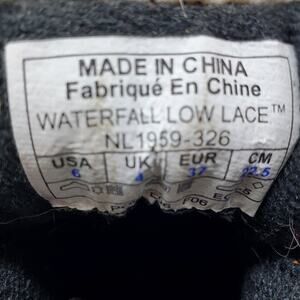 MADE IN CHINA
Fabriqué En Chine
WATERFALL LOW LACE™
NL1959-326
USA UK EUR CM
6 4 37 22.5
F06